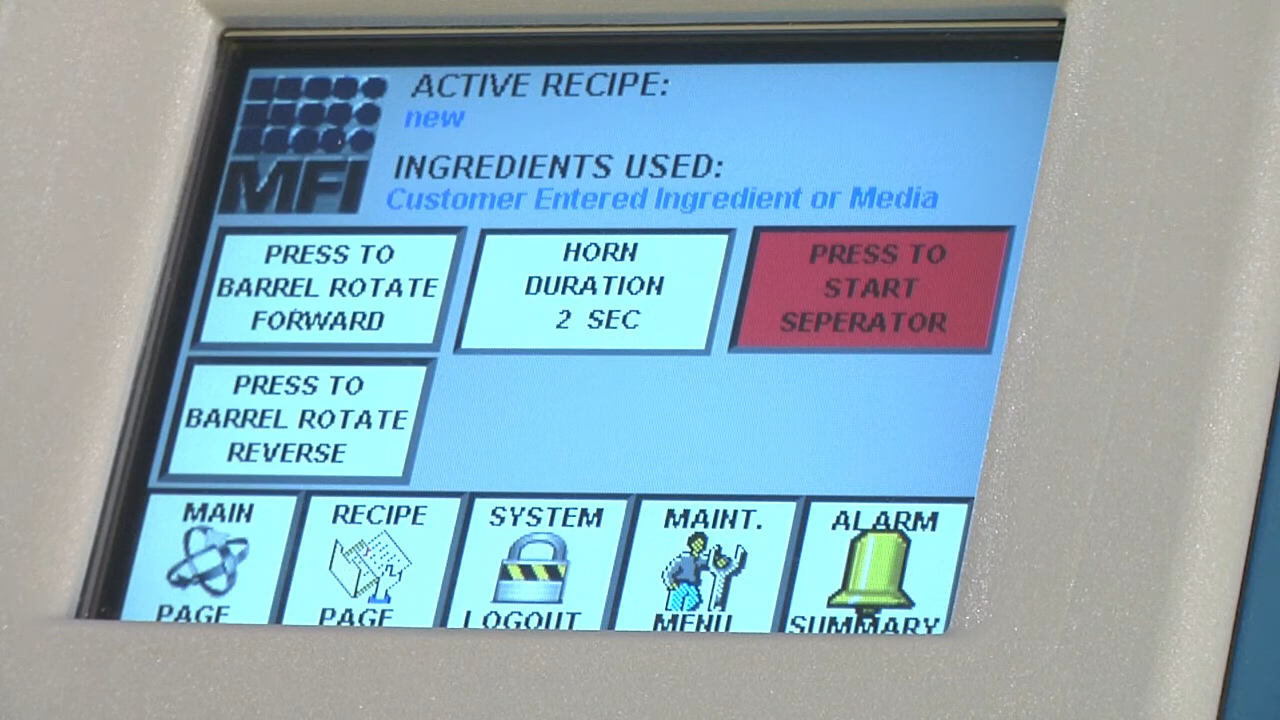 ACTIVE RECIPE:
new
INGREDIENTS USED:
Customer Entered Ingredient or Media
MFI
PRESS TO
BARREL ROTATE
FORWARD
HORN
DURATION
2 SEC
PRESS TO
START
SEPERATOR
PRESS TO
BARREL ROTATE
REVERSE
MAIN
PAGE
RECIPE
PAGE
SYSTEM
LOGOUT
MAINT.
MENU
ALARM
SUMMARY